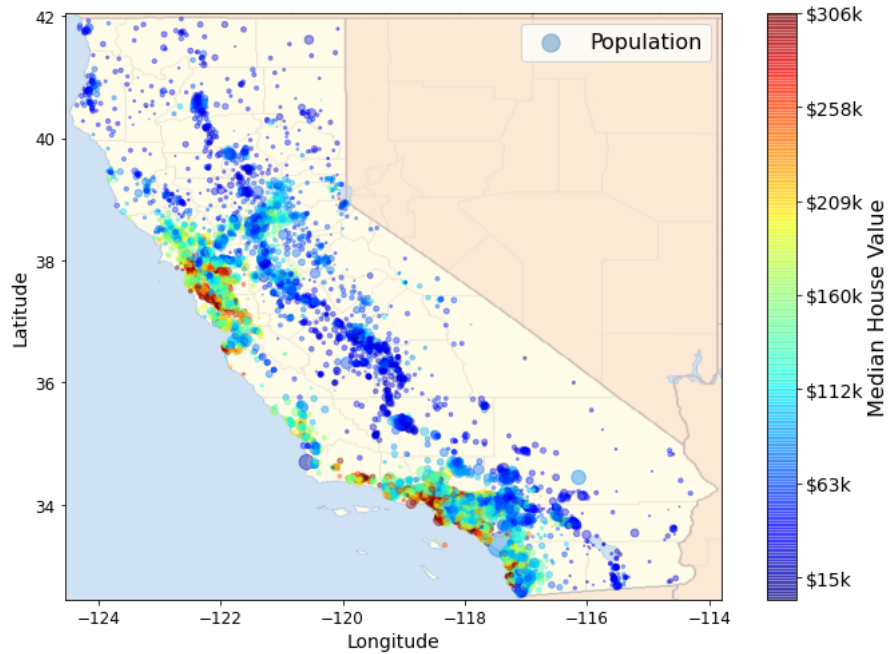 42
40
38
36
34
Latitude
−124
−122
−120
−118
−116
−114
Longitude
Population
$306k
$258k
$209k
$160k
$112k
$63k
$15k
Median House Value